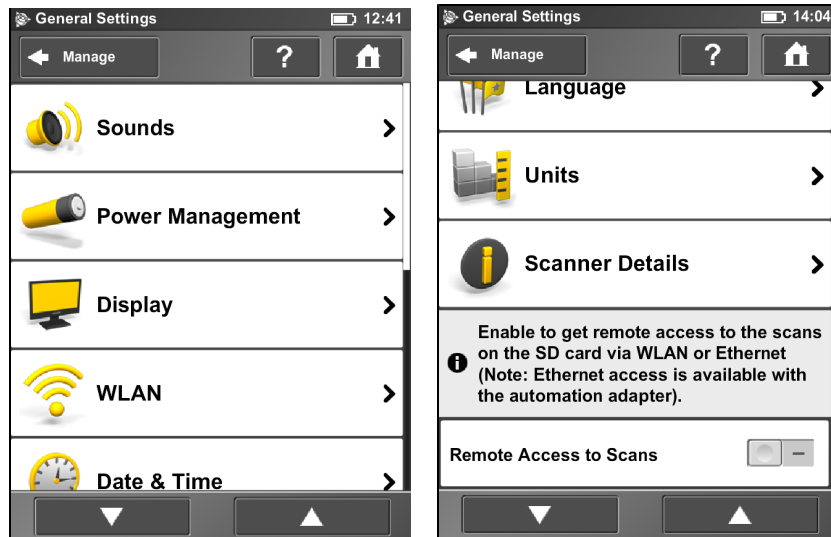 General Settings
12:41
Manage
?
Sounds
Power Management
Display
WLAN
Date & Time
General Settings
14:04
Manage
?
Language
Units
Scanner Details
Enable to get remote access to the scans
on the SD card via WLAN or Ethernet
(Note: Ethernet access is available with
the automation adapter).
Remote Access to Scans